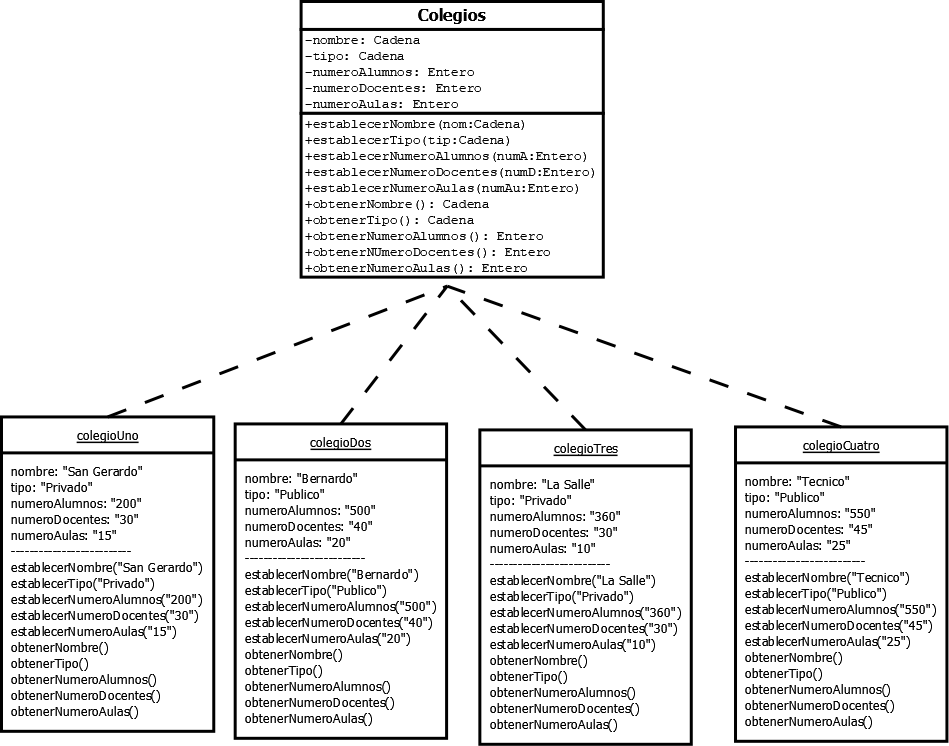 Colegios
-nombre: Cadena
-tipo: Cadena
-numeroAlumnos: Entero
-numeroDocentes: Entero
-numeroAulas: Entero
+establecerNombre(nom:Cadena)
+establecerTipo(tip:Cadena)
+establecerNumeroAlumnos(numA:Entero)
+establecerNumeroDocentes(numD:Entero)
+establecerNumeroAulas(numAu:Entero)
+obtenerNombre(): Cadena
+obtenerTipo(): Cadena
+obtenerNumeroAlumnos(): Entero
+obtenerNUmeroDocentes(): Entero
+obtenerNumeroAulas(): Entero
colegioUno
nombre: "San Gerardo"
tipo: "Privado"
numeroAlumnos: "200"
numeroDocentes: "30"
numeroAulas: "15"
--------------------------
establecerNombre("San Gerardo")
establecerTipo("Privado")
establecerNumeroAlumnos("200")
establecerNumeroDocentes("30")
establecerNumeroAulas("15")
obtenerNombre()
obtenerTipo()
obtenerNumeroAlumnos()
obtenerNumeroDocentes()
obtenerNumeroAulas()
colegioDos
nombre: "Bernardo"
tipo: "Publico"
numeroAlumnos: "500"
numeroDocentes: "40"
numeroAulas: "20"
--------------------------
establecerNombre("Bernardo")
establecerTipo("Publico")
establecerNumeroAlumnos("500")
establecerNumeroDocentes("40")
establecerNumeroAulas("20")
obtenerNombre()
obtenerTipo()
obtenerNumeroAlumnos()
obtenerNumeroDocentes()
obtenerNumeroAulas()
colegioTres
nombre: "La Salle"
tipo: "Privado"
numeroAlumnos: "360"
numeroDocentes: "30"
numeroAulas: "10"
--------------------------
establecerNombre("La Salle")
establecerTipo("Privado")
establecerNumeroAlumnos("360")
establecerNumeroDocentes("30")
establecerNumeroAulas("10")
obtenerNombre()
obtenerTipo()
obtenerNumeroAlumnos()
obtenerNumeroDocentes()
obtenerNumeroAulas()
colegioCuatro
nombre: "Tecnico"
tipo: "Publico"
numeroAlumnos: "550"
numeroDocentes: "45"
numeroAulas: "25"
--------------------------
establecerNombre("Tecnico")
establecerTipo("Publico")
establecerNumeroAlumnos("550")
establecerNumeroDocentes("45")
establecerNumeroAulas("25")
obtenerNombre()
obtenerTipo()
obtenerNumeroAlumnos()
obtenerNumeroDocentes()
obtenerNumeroAulas()